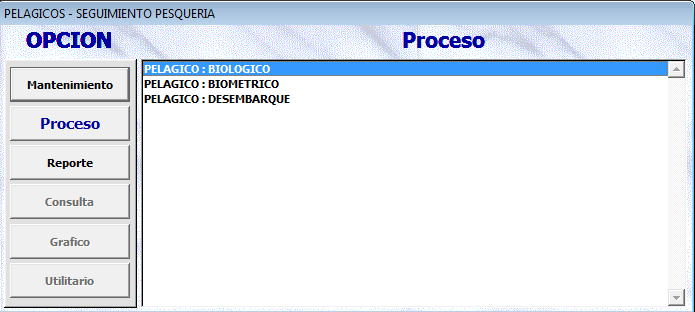 PELAGICOS - SEGUIMIENTO PESQUERIA
OPCION
Proceso
Mantenimiento
Proceso
Reporte
Consulta
Grafico
Utilitario
PELAGICO : BIOLOGICO
PELAGICO : BIOMETRICO
PELAGICO : DESEMBARQUE